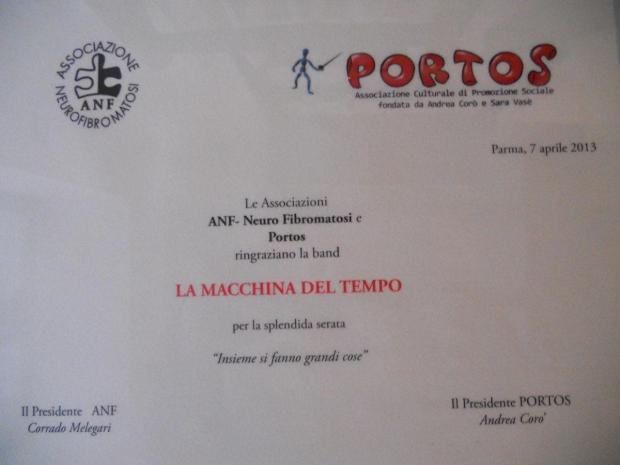 ASSOCIAZIONE
NEUROFIBROMATOSI
ANF
PORTOS
Associazione Culturale di Promozione Sociale
fondata da Andrea Corò e Sara Vasè
Parma, 7 aprile 2013
Le Associazioni
ANF- Neuro Fibromatosi e
Portos
ringraziano la band
LA MACCHINA DEL TEMPO
per la splendida serata
“Insieme si fanno grandi cose”
Il Presidente ANF
Corrado Melegari
Il Presidente PORTOS
Andrea Coro'